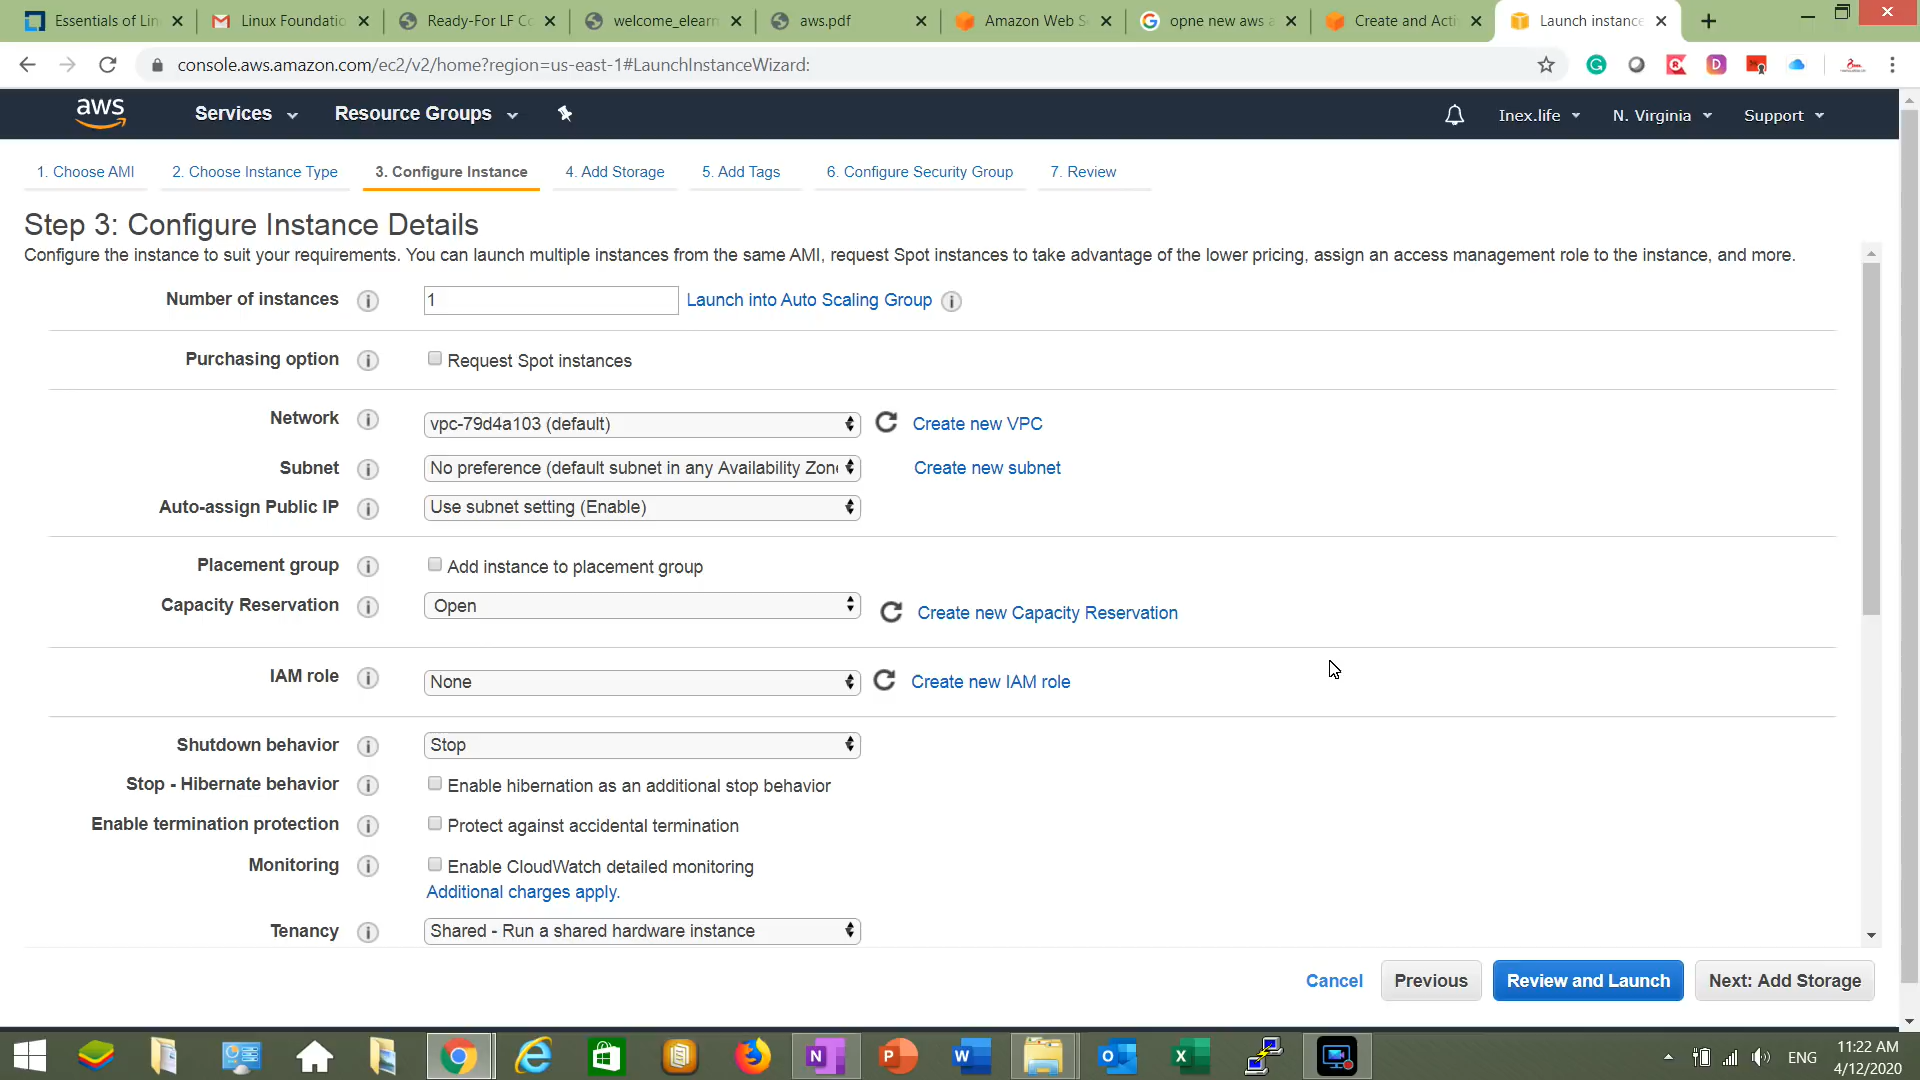 Essentials of Lin
Linux Foundatio
Ready-For LF Co
welcome_elearn
aws.pdf
Amazon Web S
opne new aws a
Create and Acti
Launch instance
console.aws.amazon.com/ec2/v2/home?region=us-east-1#LaunchInstanceWizard:
aws
Services
Resource Groups
Inex.life
N. Virginia
Support
1. Choose AMI
2. Choose Instance Type
3. Configure Instance
4. Add Storage
5. Add Tags
6. Configure Security Group
7. Review
Step 3: Configure Instance Details
Configure the instance to suit your requirements. You can launch multiple instances from the same AMI, request Spot instances to take advantage of the lower pricing, assign an access management role to the instance, and more.
Number of instances
1
Launch into Auto Scaling Group
Purchasing option
Request Spot instances
Network
vpc-79d4a103 (default)
Create new VPC
Subnet
No preference (default subnet in any Availability Zon
Create new subnet
Auto-assign Public IP
Use subnet setting (Enable)
Placement group
Add instance to placement group
Capacity Reservation
Open
Create new Capacity Reservation
IAM role
None
Create new IAM role
Shutdown behavior
Stop
Stop - Hibernate behavior
Enable hibernation as an additional stop behavior
Enable termination protection
Protect against accidental termination
Monitoring
Enable CloudWatch detailed monitoring
Additional charges apply.
Tenancy
Shared - Run a shared hardware instance
Cancel
Previous
Review and Launch
Next: Add Storage
ENG
11:22 AM
4/12/2020